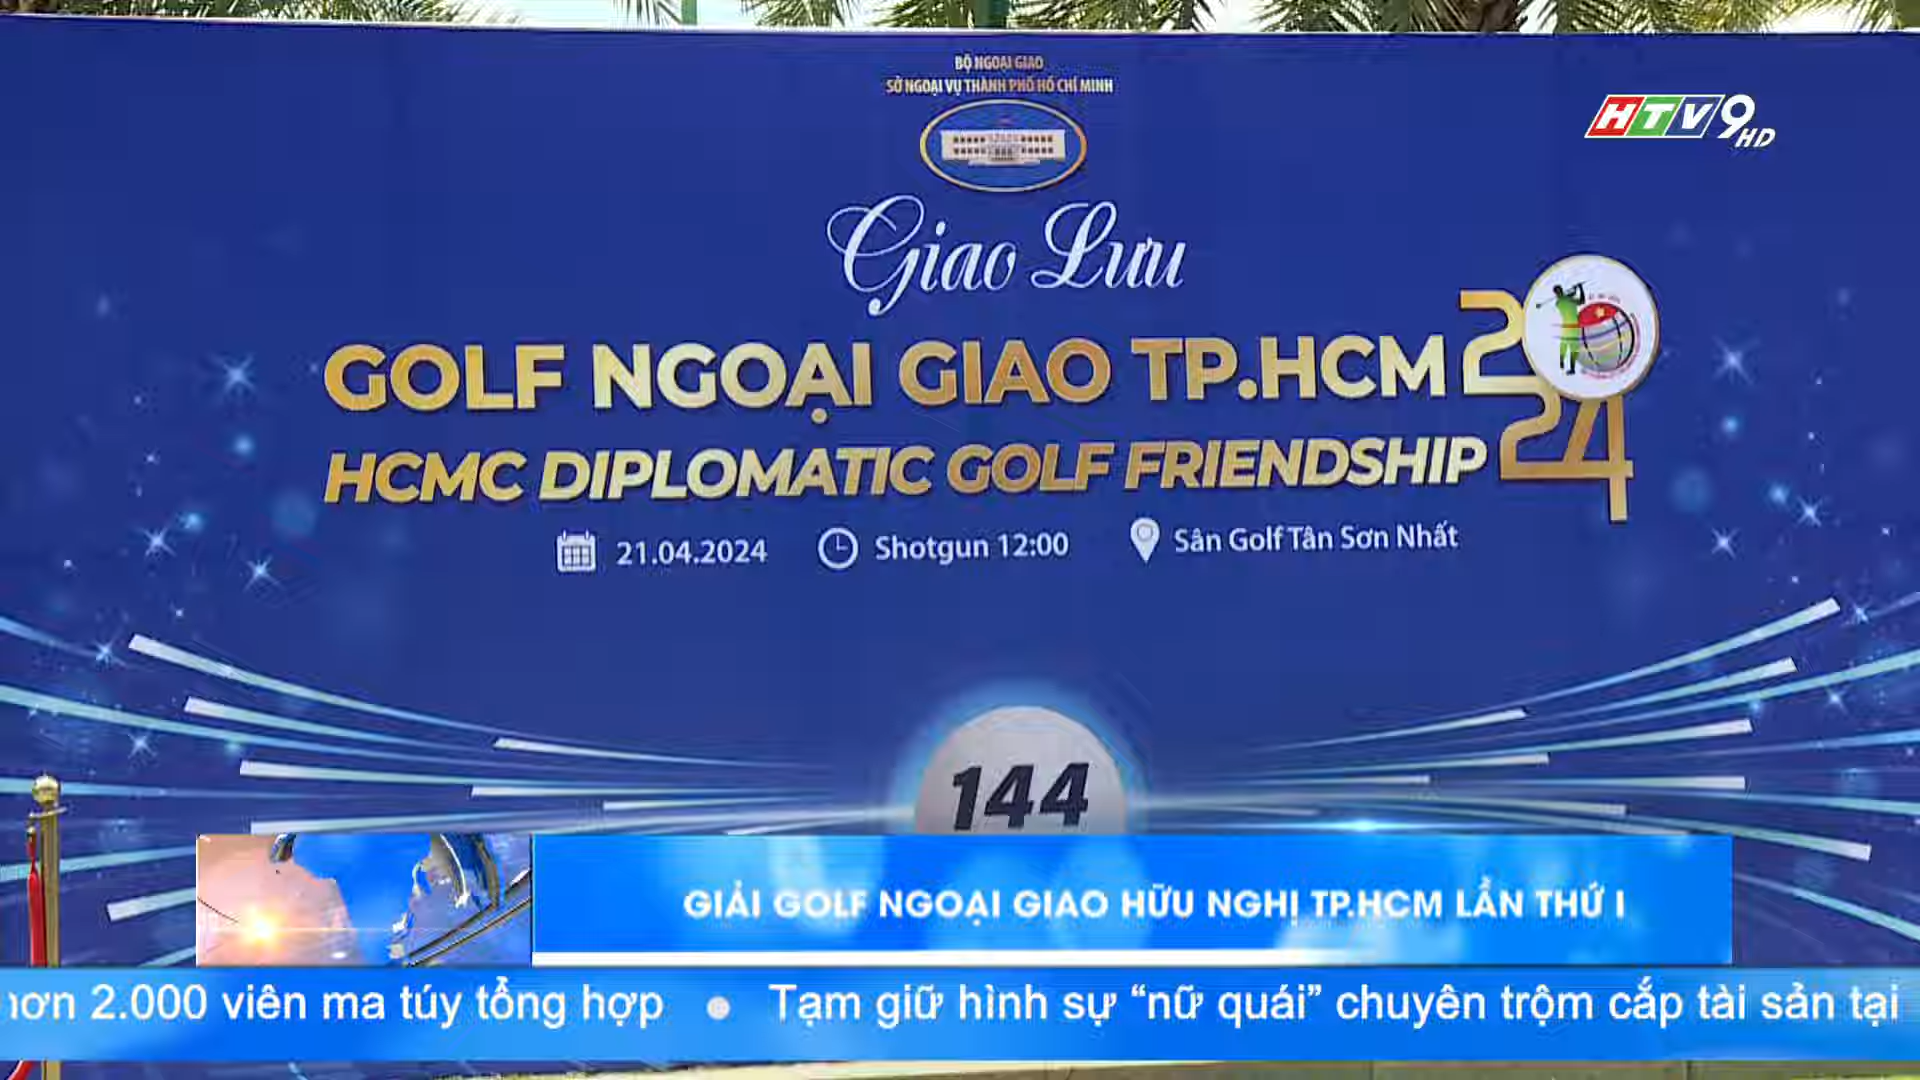 BỘ NGOẠI GIAO
SỞ NGOẠI VỤ THÀNH PHỐ HỒ CHÍ MINH
HTV9 HD
Giao Lưu
GOLF NGOẠI GIAO TP.HCM 2024
HCMC DIPLOMATIC GOLF FRIENDSHIP
21.04.2024 Shotgun 12:00 Sân Golf Tân Sơn Nhất
144
GIẢI GOLF NGOẠI GIAO HỮU NGHỊ TP.HCM LẦN THỨ I
2.000 viên ma túy tổng hợp ● Tạm giữ hình sự “nữ quái” chuyên trộm cắp tài sản tại